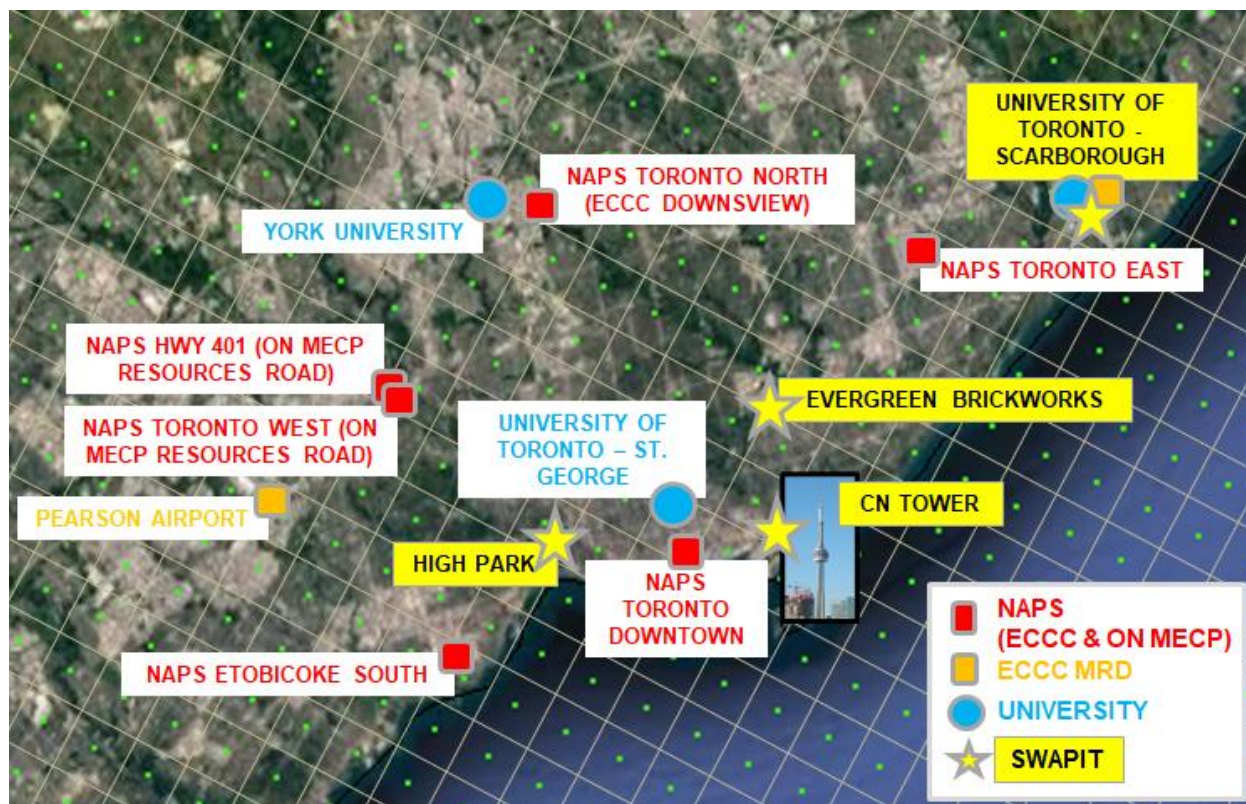 UNIVERSITY OF
TORONTO -
SCARBOROUGH
NAPS TORONTO NORTH
(ECCC DOWNSVIEW)
YORK UNIVERSITY
NAPS TORONTO EAST
NAPS HWY 401 (ON MECP
RESOURCES ROAD)
NAPS TORONTO WEST (ON
MECP RESOURCES ROAD)
UNIVERSITY OF
TORONTO – ST.
GEORGE
EVERGREEN BRICKWORKS
PEARSON AIRPORT
CN TOWER
HIGH PARK
NAPS
TORONTO
DOWNTOWN
NAPS ETOBICOKE SOUTH
NAPS
(ECCC & ON MECP)
ECCC MRD
UNIVERSITY
SWAPIT